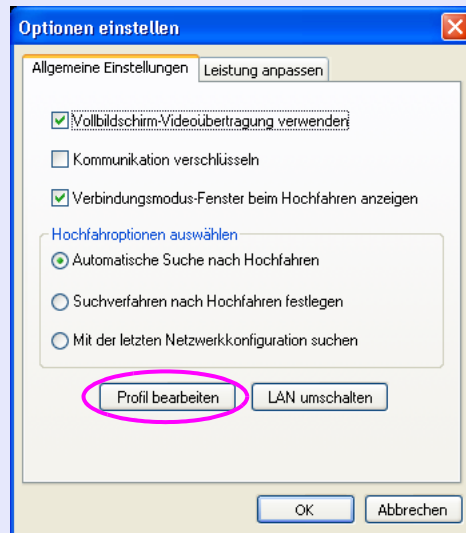 Optionen einstellen
Allgemeine Einstellungen Leistung anpassen
Vollbildschirm-Videoübertragung verwenden
Kommunikation verschlüsseln
Verbindungsmodus-Fenster beim Hochfahren anzeigen
Hochfahroptionen auswählen
Automatische Suche nach Hochfahren
Suchverfahren nach Hochfahren festlegen
Mit der letzten Netzwerkkonfiguration suchen
Profil bearbeiten LAN umschalten
OK Abbrechen